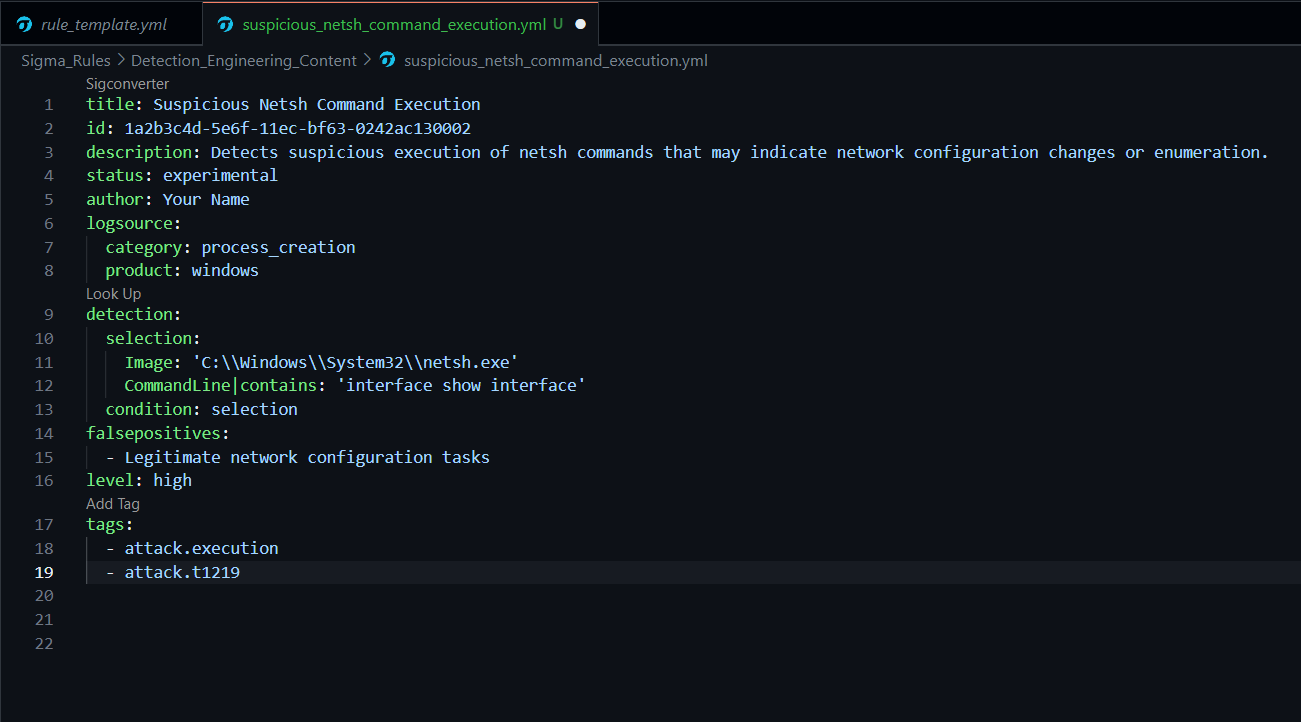 rule_template.yml suspicious_netsh_command_execution.yml U
Sigma_Rules > Detection_Engineering_Content > suspicious_netsh_command_execution.yml
Sigconverter
1 title: Suspicious Netsh Command Execution
2 id: 1a2b3c4d-5e6f-11ec-bf63-0242ac130002
3 description: Detects suspicious execution of netsh commands that may indicate network configuration changes or enumeration.
4 status: experimental
5 author: Your Name
6 logsource:
7 category: process_creation
8 product: windows
Look Up
9 detection:
10 selection:
11 Image: 'C:\\Windows\\System32\\netsh.exe'
12 CommandLine|contains: 'interface show interface'
13 condition: selection
14 falsepositives:
15 - Legitimate network configuration tasks
16 level: high
Add Tag
17 tags:
18 - attack.execution
19 - attack.t1219
20
21
22